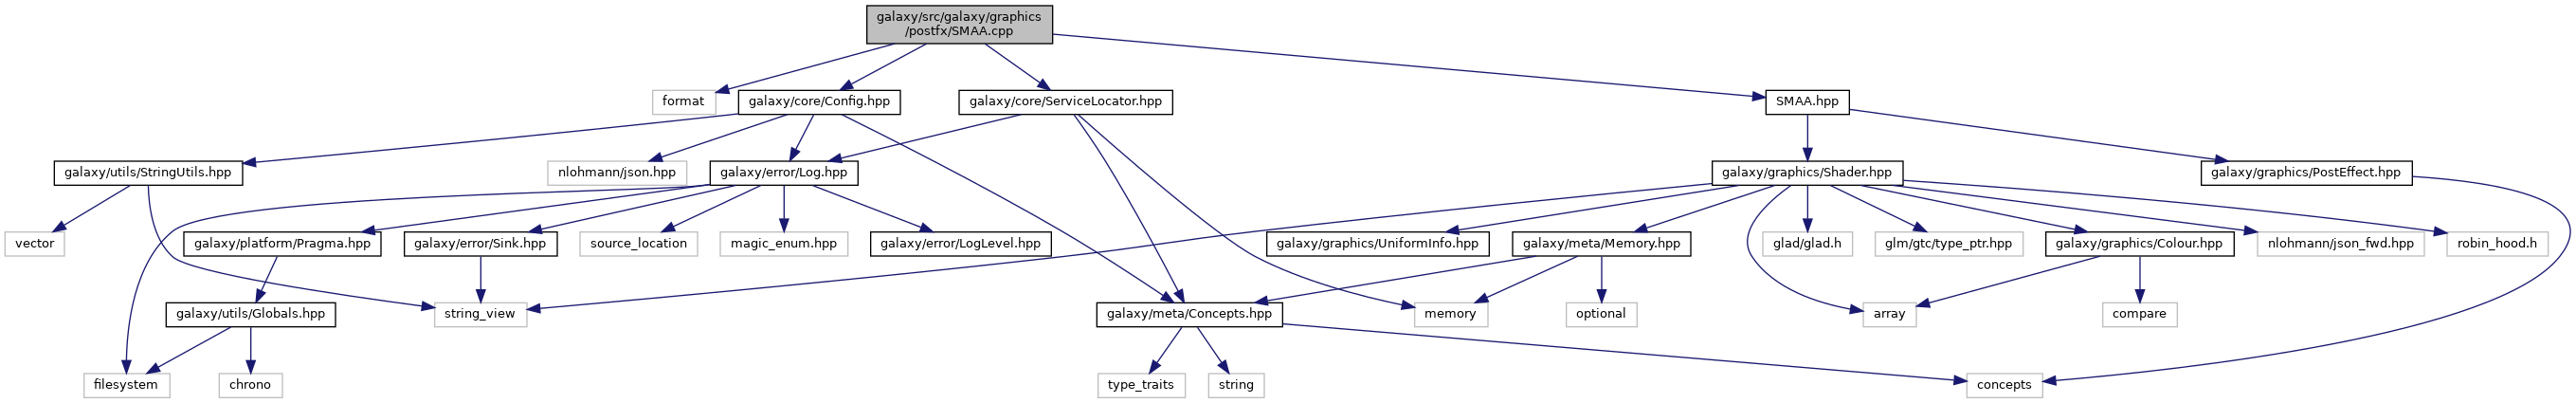 galaxy/src/galaxy/graphics
/postfx/SMAA.cpp
format
galaxy/core/Config.hpp
galaxy/core/ServiceLocator.hpp
SMAA.hpp
galaxy/utils/StringUtils.hpp
nlohmann/json.hpp
galaxy/error/Log.hpp
galaxy/graphics/Shader.hpp
galaxy/graphics/PostEffect.hpp
vector
galaxy/platform/Pragma.hpp
galaxy/error/Sink.hpp
source_location
magic_enum.hpp
galaxy/error/LogLevel.hpp
galaxy/graphics/UniformInfo.hpp
galaxy/meta/Memory.hpp
glad/glad.h
glm/gtc/type_ptr.hpp
galaxy/graphics/Colour.hpp
nlohmann/json_fwd.hpp
robin_hood.h
galaxy/utils/Globals.hpp
string_view
galaxy/meta/Concepts.hpp
memory
optional
array
compare
filesystem
chrono
type_traits
string
concepts